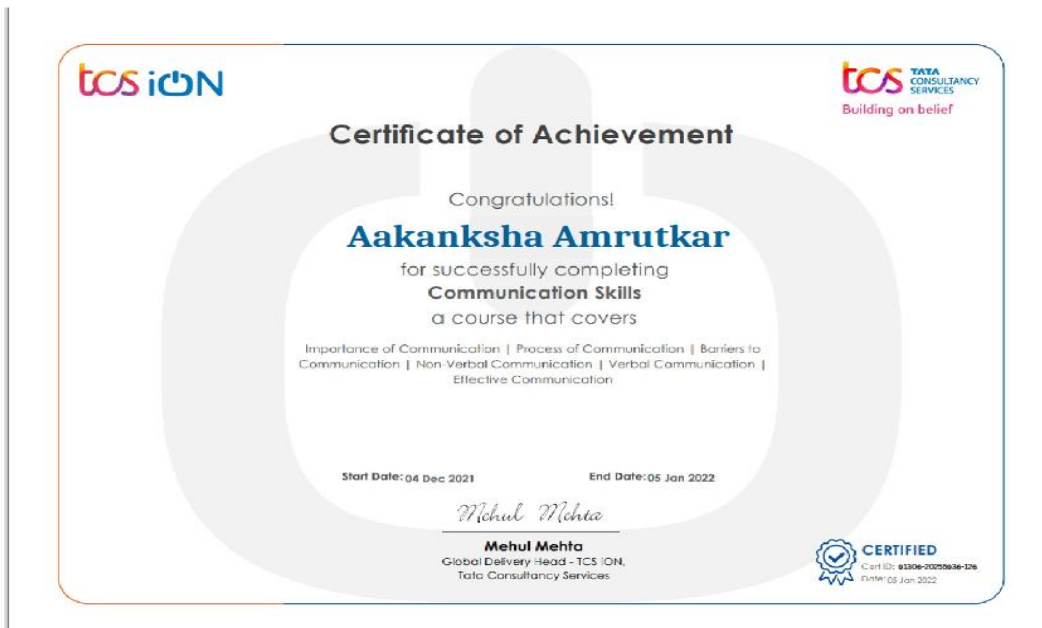 tcs iON
tcs TATA
CONSULTANCY
SERVICES
Building on belief
Certificate of Achievement
Congratulations!
Aakanksha Amrutkar
for successfully completing
Communication Skills
a course that covers
Importance of Communication | Process of Communication | Barriers to
Communication | Non-Verbal Communication | Verbal Communication |
Effective Communication
Start Date: 04 Dec 2021 End Date: 05 Jan 2022
Mehul Mehta
Mehul Mehta
Global Delivery Head - TCS iON,
Tata Consultancy Services
CERTIFIED
Cert ID:
Date: 05 Jan 2022